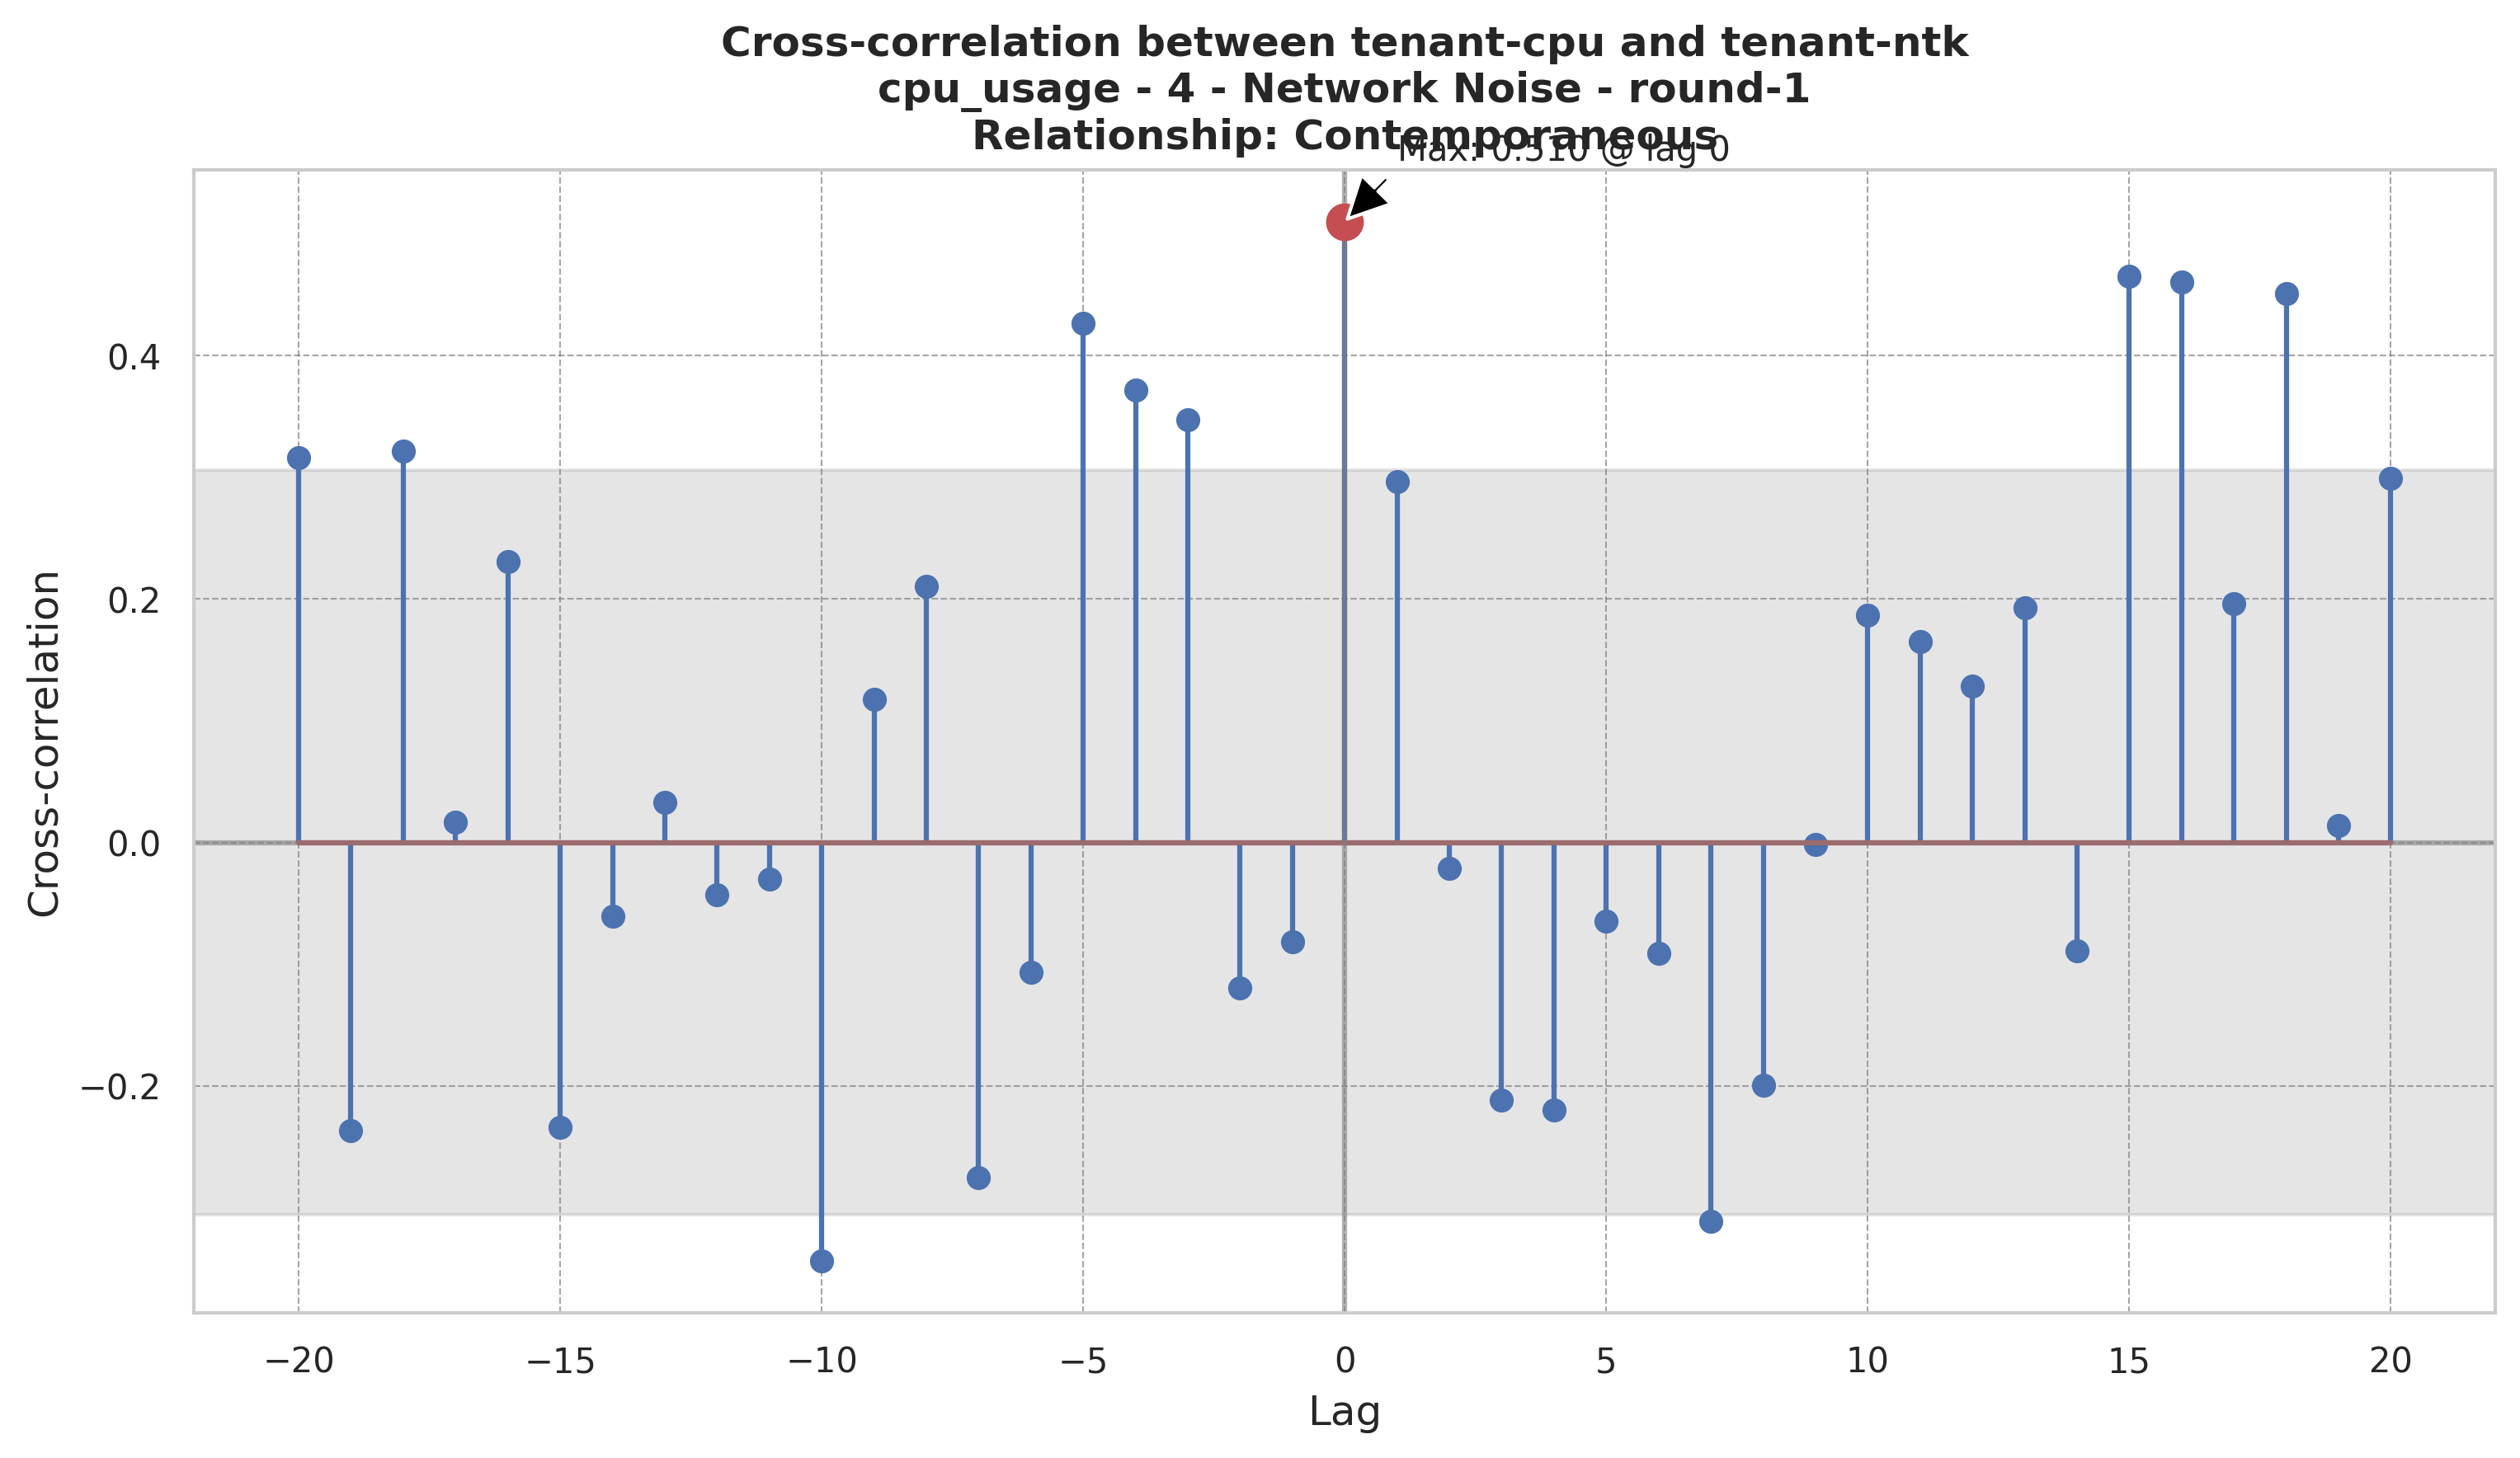 Cross-correlation between tenant-cpu and tenant-ntk
cpu_usage - 4 - Network Noise - round-1
Relationship: Contemporaneous
Max: 0.510 @ lag 0
Cross-correlation
0.4
0.2
0.0
−0.2
−20
−15
−10
−5
0
5
10
15
20
Lag